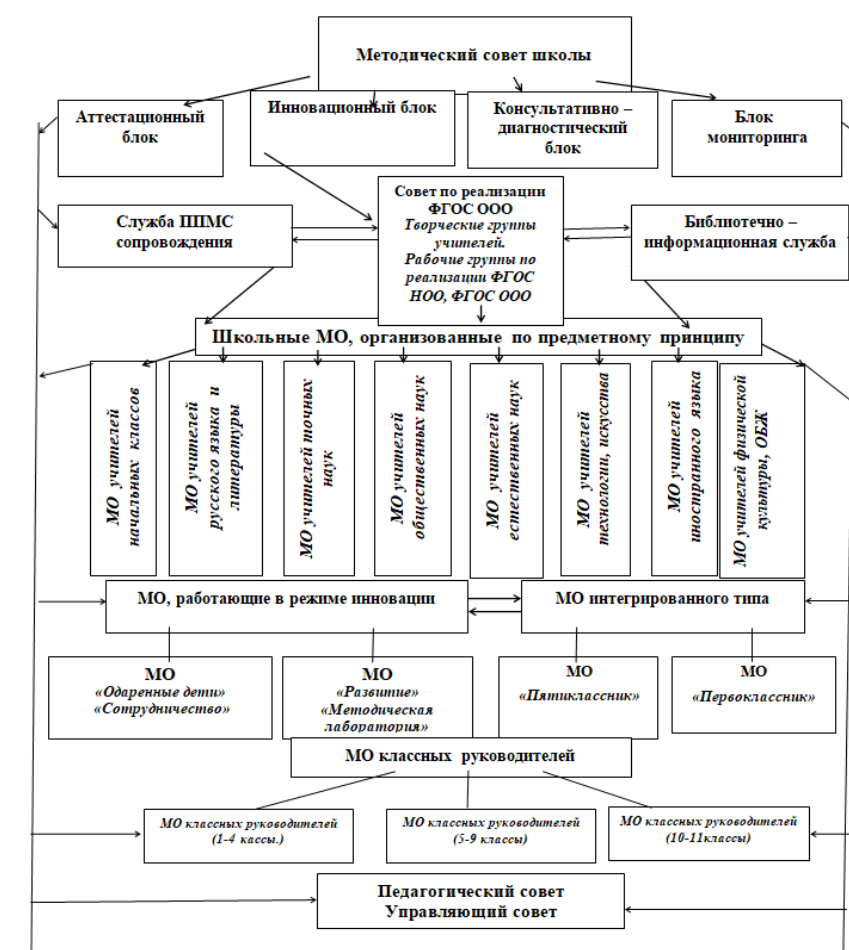 Методический совет школы
Аттестационный
блок
Инновационный блок
Консультативно –
диагностический
блок
Блок
мониторинга
Служба ППМС
сопровождения
Совет по реализации
ФГОС ООО
Творческие группы
учителей.
Рабочие группы по
реализации ФГОС
НОО, ФГОС ООО
Библиотечно –
информационная служба
Школьные МО, организованные по предметному принципу
МО учителей
начальных классов
МО учителей
русского языка и
литературы
МО учителей точных
наук
МО учителей
общественных наук
МО учителей
естественных наук
МО учителей
технологии, искусства
МО учителей
иностранного языка
МО учителей физической
культуры, ОБЖ
МО, работающие в режиме инновации
МО интегрированного типа
МО
«Одаренные дети»
«Сотрудничество»
МО
«Развитие»
«Методическая
лаборатория»
МО
«Пятиклассник»
МО
«Первоклассник»
МО классных руководителей
МО классных руководителей
(1-4 кассы.)
МО классных руководителей
(5-9 классы)
МО классных руководителей
(10-11классы)
Педагогический совет
Управляющий совет